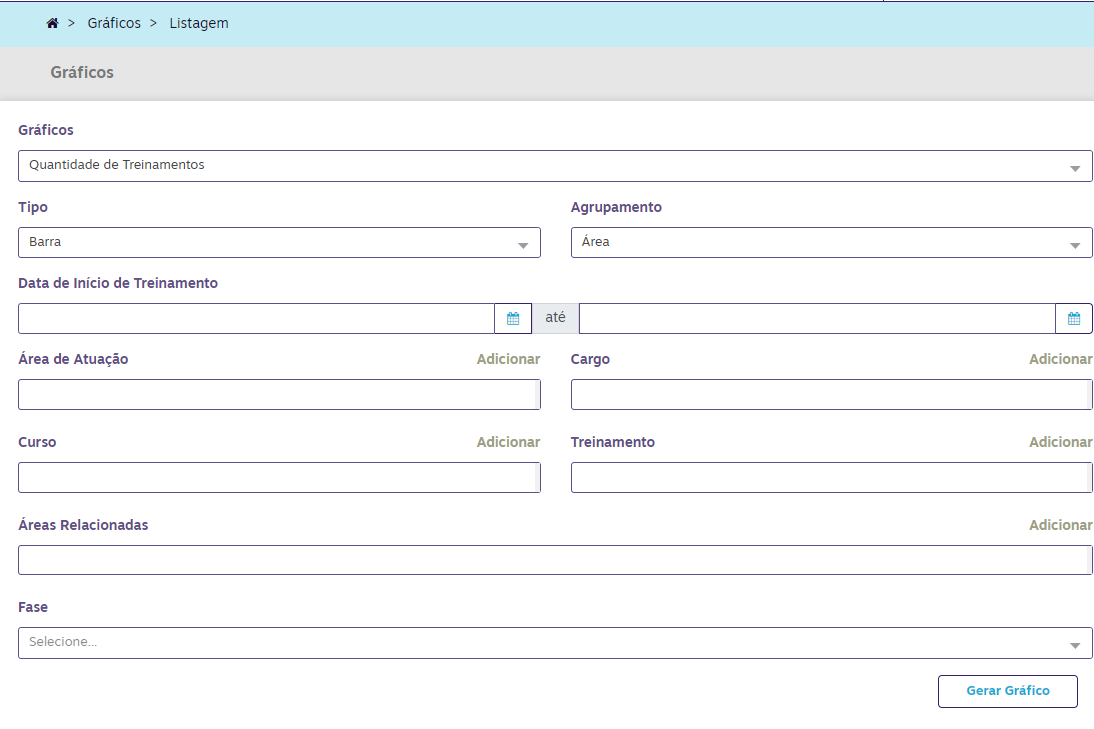 > Gráficos > Listagem
Gráficos
Gráficos
Quantidade de Treinamentos
Tipo Agrupamento
Barra Área
Data de Início de Treinamento
até
Área de Atuação Adicionar Cargo Adicionar
Curso Adicionar Treinamento Adicionar
Áreas Relacionadas Adicionar
Fase
Selecione...
Gerar Gráfico